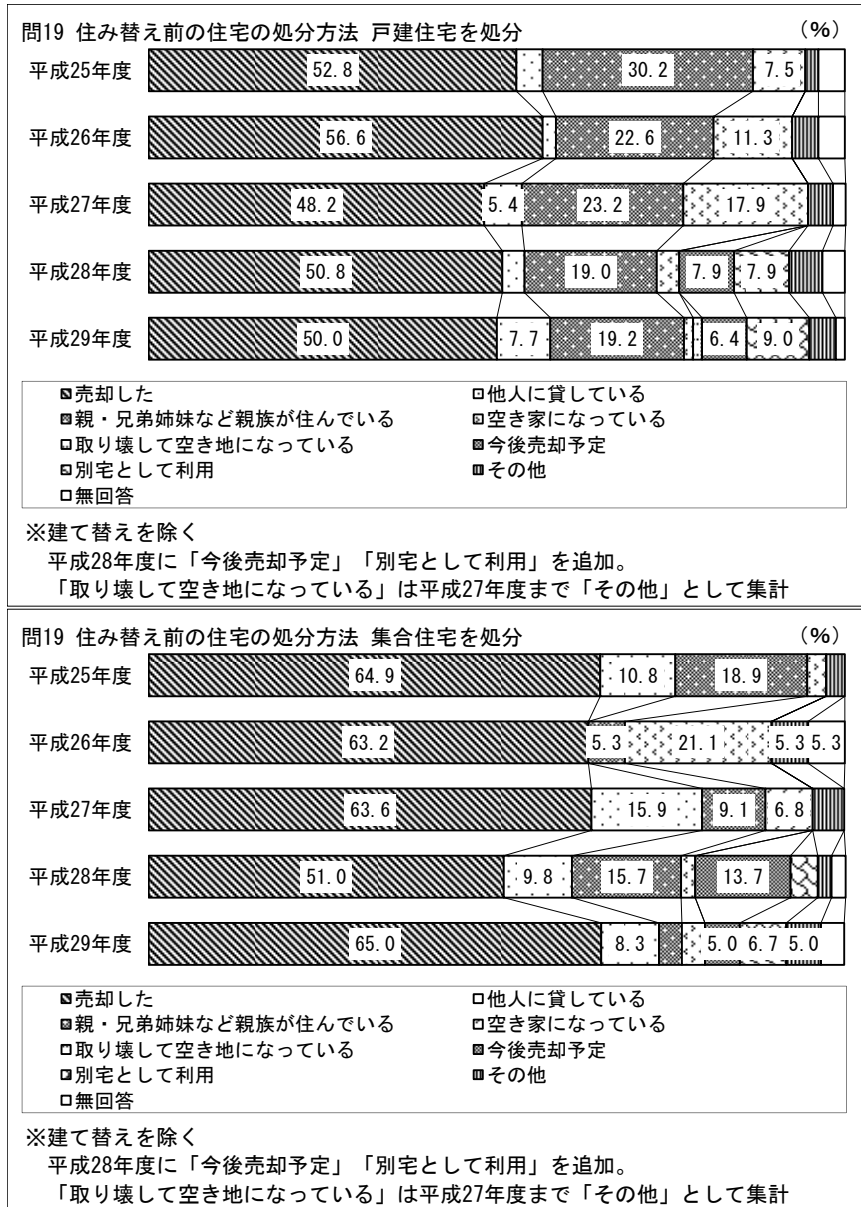 問19 住み替え前の住宅の処分方法 戸建住宅を処分 (%)
平成25年度 52.8 30.2 7.5
平成26年度 56.6 22.6 11.3
平成27年度 48.2 5.4 23.2 17.9
平成28年度 50.8 19.0 7.9 7.9
平成29年度 50.0 7.7 19.2 6.4 9.0
売却した 他人に貸している
親・兄弟姉妹など親族が住んでいる 空き家になっている
取り壊して空き地になっている 今後売却予定
別宅として利用 その他
無回答
※建て替えを除く
平成28年度に「今後売却予定」「別宅として利用」を追加。
「取り壊して空き地になっている」は平成27年度まで「その他」として集計
問19 住み替え前の住宅の処分方法 集合住宅を処分 (%)
平成25年度 64.9 10.8 18.9
平成26年度 63.2 5.3 21.1 5.3 5.3
平成27年度 63.6 15.9 9.1 6.8
平成28年度 51.0 9.8 15.7 13.7
平成29年度 65.0 8.3 5.0 6.7 5.0
売却した 他人に貸している
親・兄弟姉妹など親族が住んでいる 空き家になっている
取り壊して空き地になっている 今後売却予定
別宅として利用 その他
無回答
※建て替えを除く
平成28年度に「今後売却予定」「別宅として利用」を追加。
「取り壊して空き地になっている」は平成27年度まで「その他」として集計